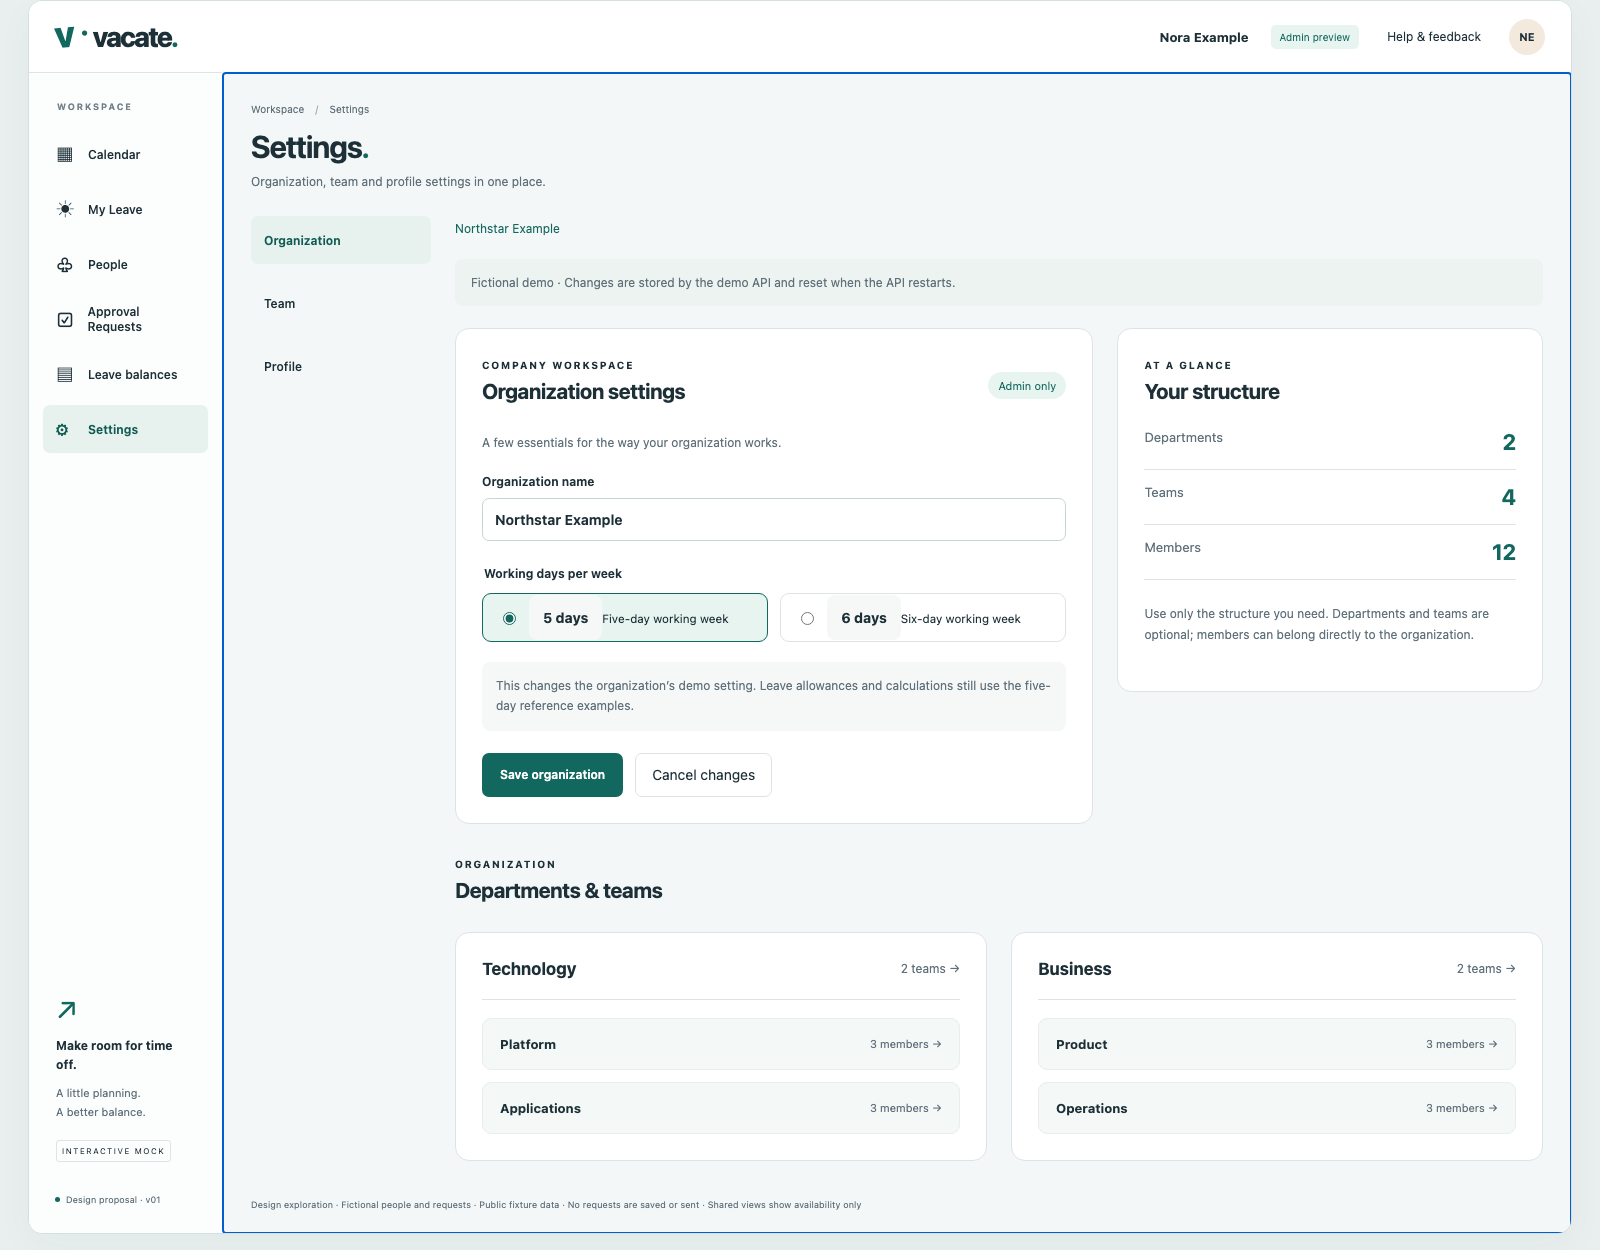 vacate.
Nora Example
Admin preview
Help & feedback
NE
WORKSPACE
Calendar
My Leave
People
Approval
Requests
Leave balances
Settings
Make room for time
off.
A little planning.
A better balance.
INTERACTIVE MOCK
Design proposal · v01
Workspace / Settings
Settings.
Organization, team and profile settings in one place.
Organization
Team
Profile
Northstar Example
Fictional demo · Changes are stored by the demo API and reset when the API restarts.
COMPANY WORKSPACE
Organization settings
Admin only
A few essentials for the way your organization works.
Organization name
Northstar Example
Working days per week
5 days Five-day working week
6 days Six-day working week
This changes the organization's demo setting. Leave allowances and calculations still use the five-
day reference examples.
Save organization
Cancel changes
AT A GLANCE
Your structure
Departments 2
Teams 4
Members 12
Use only the structure you need. Departments and teams are
optional; members can belong directly to the organization.
ORGANIZATION
Departments & teams
Technology
2 teams →
Platform
3 members →
Applications
3 members →
Business
2 teams →
Product
3 members →
Operations
3 members →
Design exploration · Fictional people and requests · Public fixture data · No requests are saved or sent · Shared views show availability only